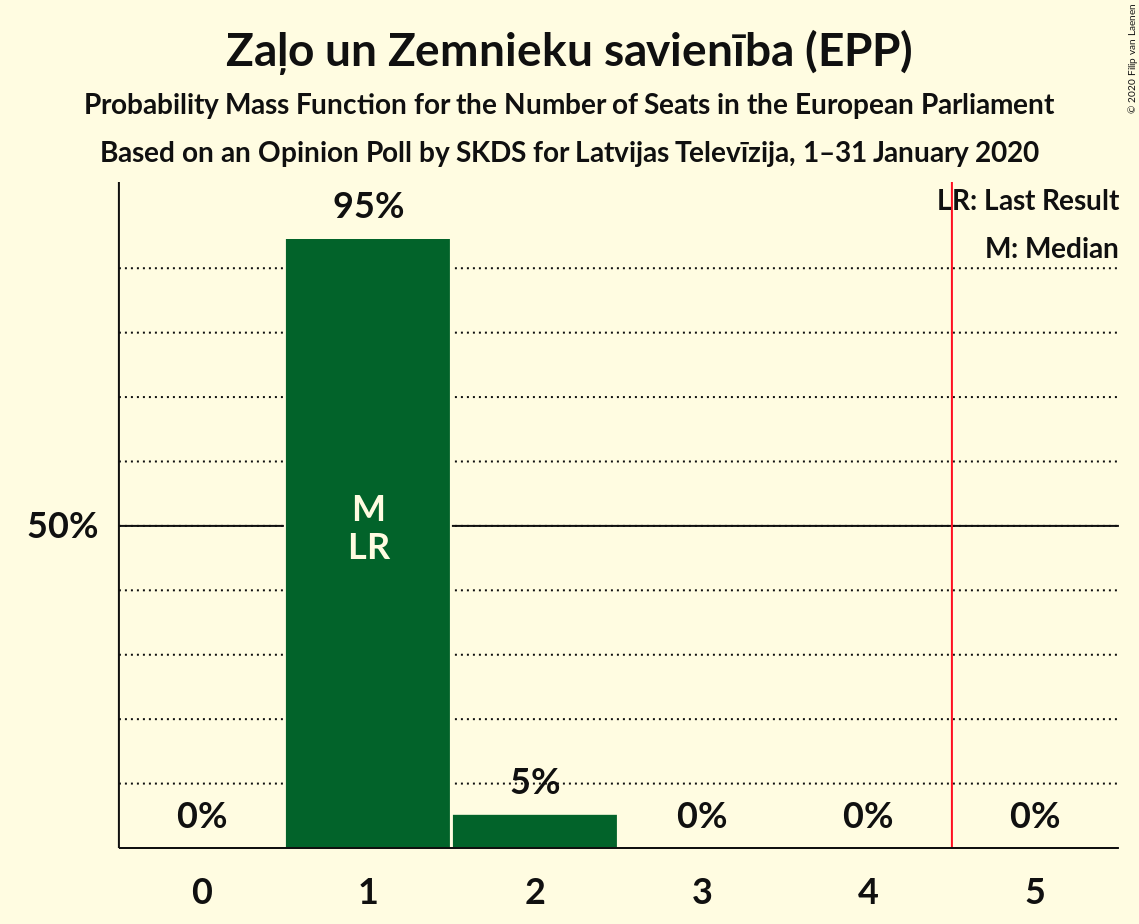 Zaļo un Zemnieku savienība (EPP)
Probability Mass Function for the Number of Seats in the European Parliament
Based on an Opinion Poll by SKDS for Latvijas Televīzija, 1–31 January 2020
© 2020 Filip van Laenen
LR: Last Result
M: Median
95%
M
LR
50%
5%
0%
0%
0%
0%
0
1
2
3
4
5